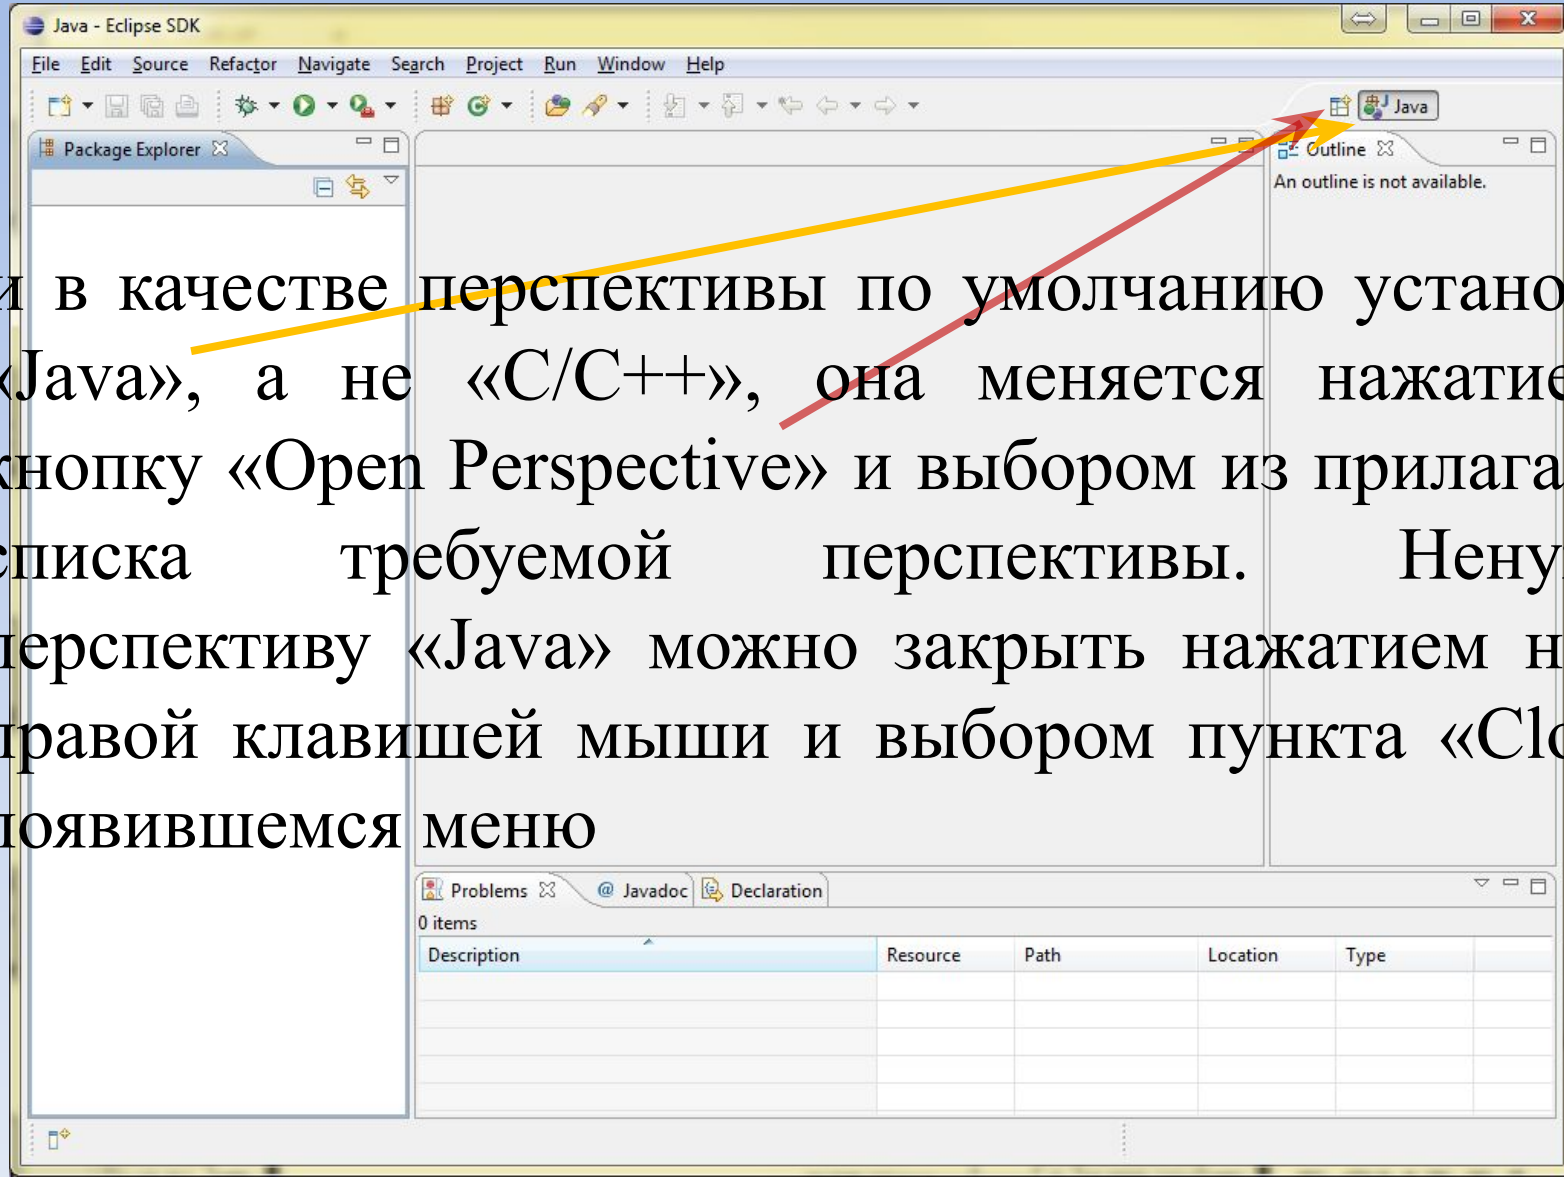 Java - Eclipse SDK
File Edit Source Refactor Navigate Search Project Run Window Help
Java
Package Explorer
Outline
An outline is not available.
и в качестве перспективы по умолчанию устано
«Java», а не «C/C++», она меняется нажатие
кнопку «Open Perspective» и выбором из прилага
списка требуемой перспективы. Нену
перспективу «Java» можно закрыть нажатием н
правой клавишей мыши и выбором пункта «Clo
появившемся меню
Problems @ Javadoc Declaration
0 items
Description Resource Path Location Type